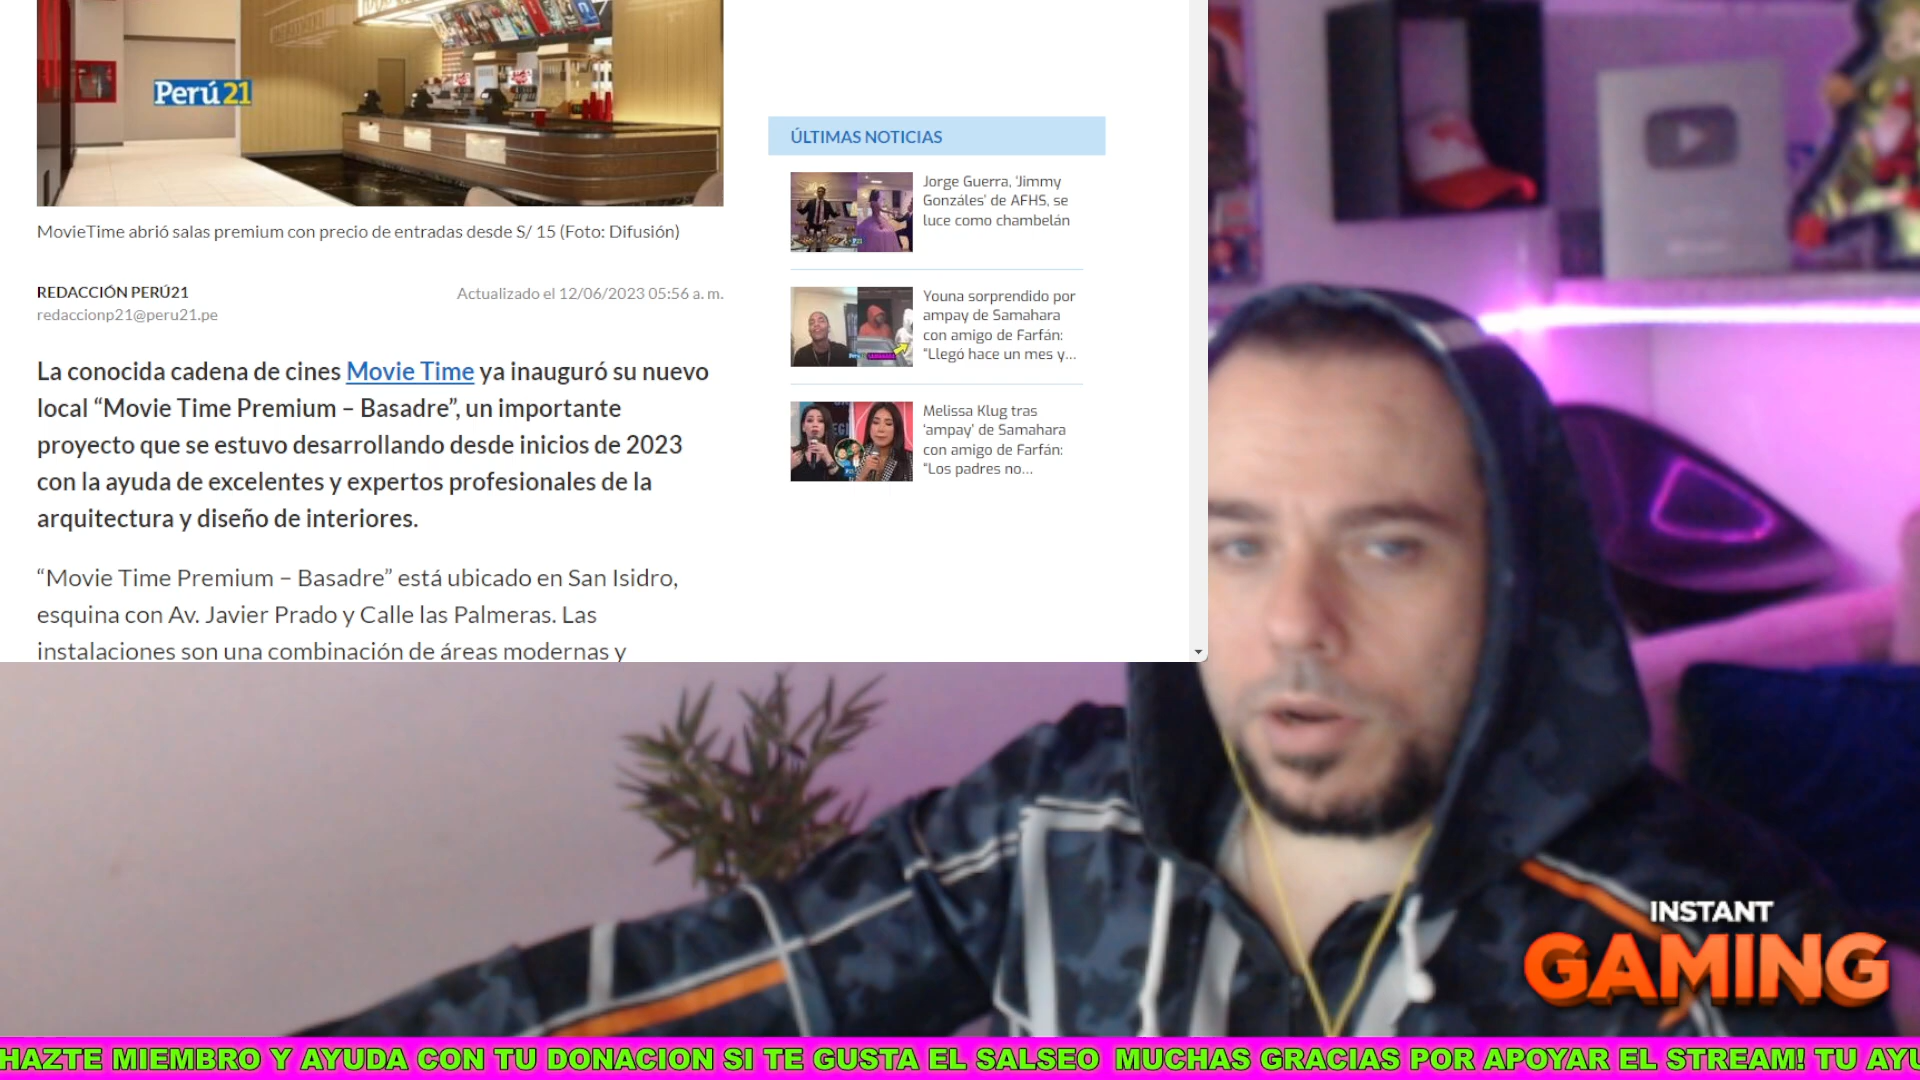 Perú21
MovieTime abrió salas premium con precio de entradas desde S/ 15 (Foto: Difusión)
REDACCIÓN PERÚ21
Actualizado el 12/06/2023 05:56 a. m.
redaccionp21@peru21.pe
La conocida cadena de cines Movie Time ya inauguró su nuevo
local “Movie Time Premium – Basadre”, un importante
proyecto que se estuvo desarrollando desde inicios de 2023
con la ayuda de excelentes y expertos profesionales de la
arquitectura y diseño de interiores.
“Movie Time Premium – Basadre” está ubicado en San Isidro,
esquina con Av. Javier Prado y Calle las Palmeras. Las
instalaciones son una combinación de áreas modernas y
ÚLTIMAS NOTICIAS
Jorge Guerra, ‘Jimmy
Gonzáles’ de AFHS, se
luce como chambelán
Youna sorprendido por
ampay de Samahara
con amigo de Farfán:
“Llegó hace un mes y...
Melissa Klug tras
‘ampay’ de Samahara
con amigo de Farfán:
“Los padres no...
INSTANT
GAMING
HAZTE MIEMBRO Y AYUDA CON TU DONACION SI TE GUSTA EL SALSEO MUCHAS GRACIAS POR APOYAR EL STREAM! TU AYU